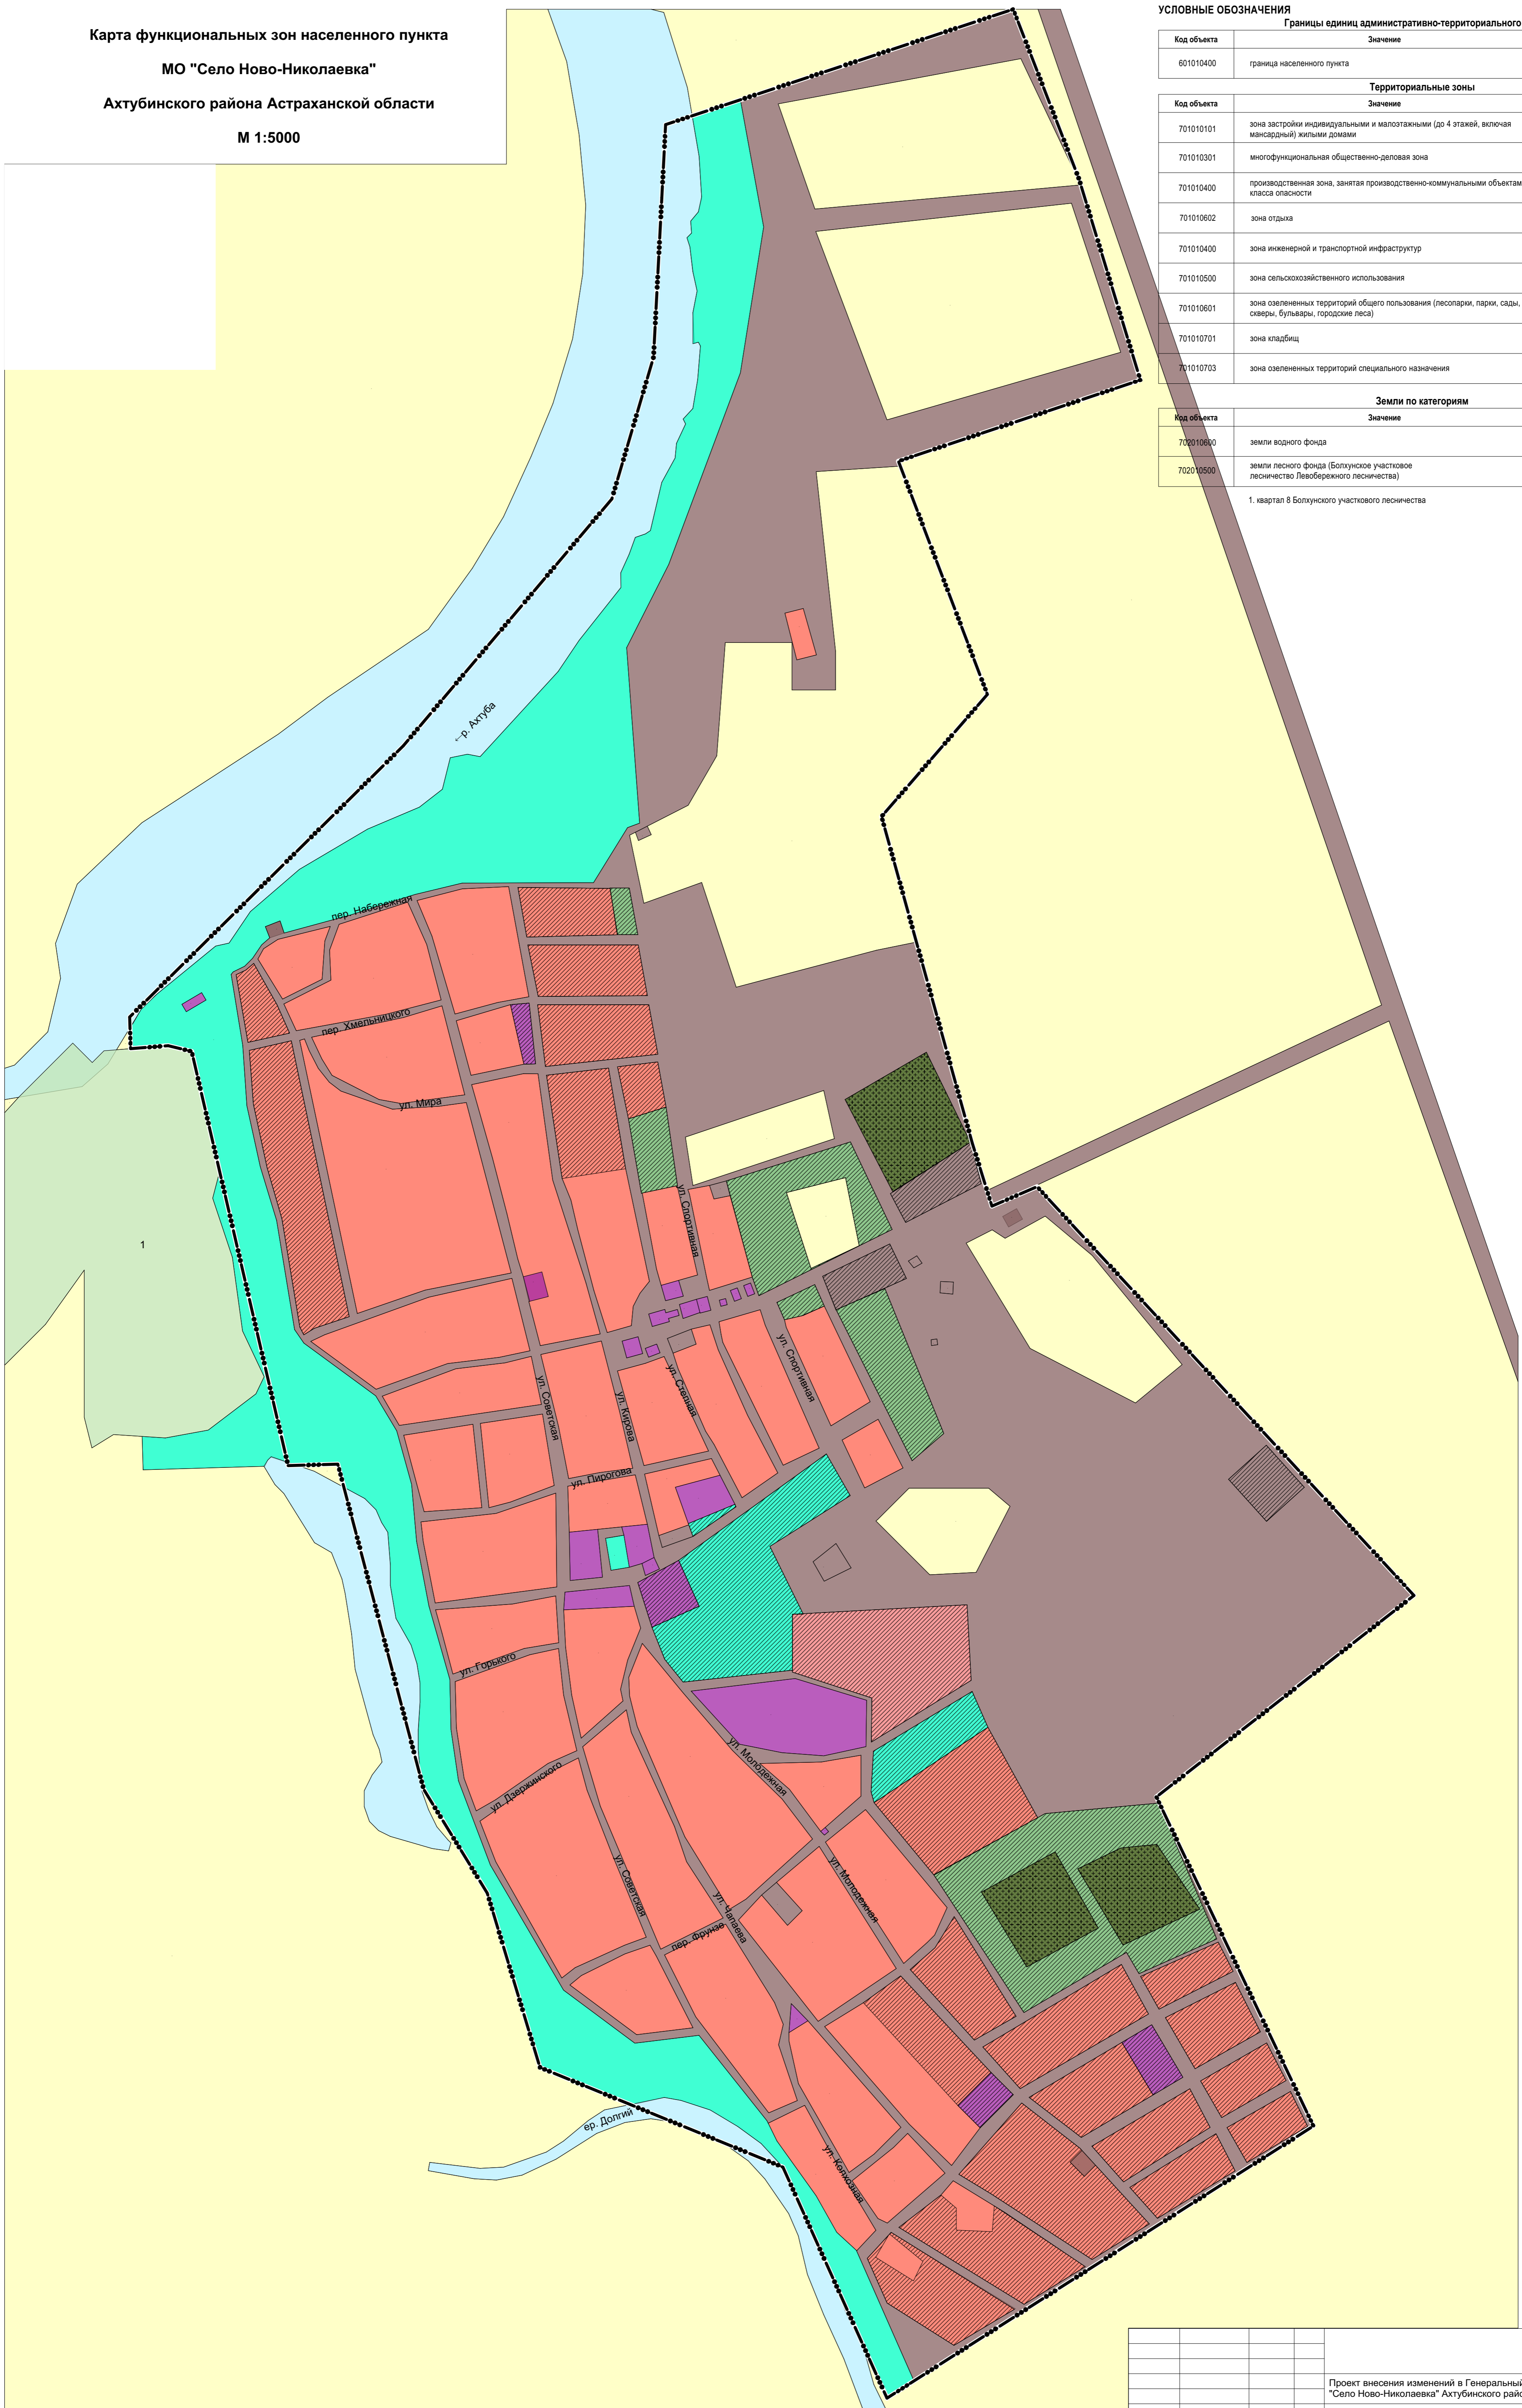 Карта функциональных зон населенного пункта
МО "Село Ново-Николаевка"
Ахтубинского района Астраханской области
М 1:5000
УСЛОВНЫЕ ОБОЗНАЧЕНИЯ
Границы единиц административно-территориального
Код объекта Значение
601010400 граница населенного пункта
Территориальные зоны
Код объекта Значение
701010101 зона застройки индивидуальными и малоэтажными (до 4 этажей, включая
мансардный) жилыми домами
701010301 многофункциональная общественно-деловая зона
701010400 производственная зона, занятая производственно-коммунальными объектам
класса опасности
701010602 зона отдыха
701010400 зона инженерной и транспортной инфраструктур
701010500 зона сельскохозяйственного использования
701010601 зона озелененных территорий общего пользования (лесопарки, парки, сады,
скверы, бульвары, городские леса)
701010701 зона кладбищ
701010703 зона озелененных территорий специального назначения
Земли по категориям
Код объекта Значение
702010600 земли водного фонда
702010500 земли лесного фонда (Болхунское участковое
лесничество Левобережного лесничества)
1. квартал 8 Болхунского участкового лесничества
←р. Ахтуба
пер. Набережная
пер. Хмельницкого
ул. Мира
ул. Спортивная
1
ул. Спортивная
ул. Степная
ул. Советская
ул. Кирова
ул. Пирогова
ул. Горького
ул. Молодежная
ул. Дзержинского
ул. Советская
ул. Молодежная
ул. Чапаева
пер. Фрунзе
ер. Долгий
ул. Колхозная
Проект внесения изменений в Генеральный
"Село Ново-Николаевка" Ахтубинского райо